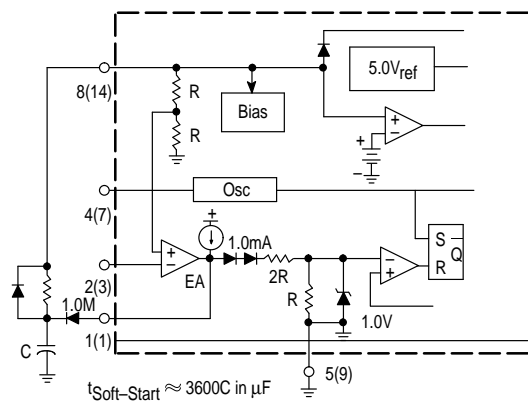 5.0Vref
8(14)
R
Bias
+
–
R
+
–
Osc
4(7)
+
1.0mA
S
Q
+
–
2R
–
+
R
2(3)
EA
R
1.0M
1.0V
1(1)
C
5(9)
tSoft–Start ≈ 3600C in µF